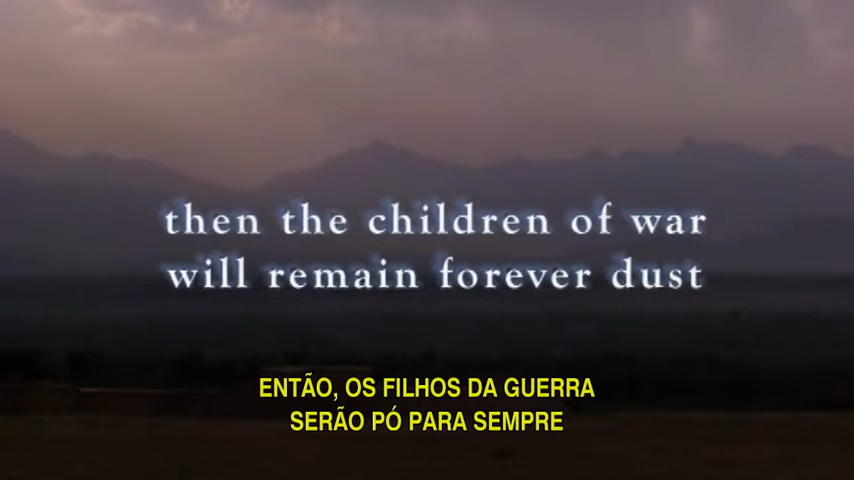 then the children of war
will remain forever dust
ENTÃO, OS FILHOS DA GUERRA
SERÃO PÓ PARA SEMPRE